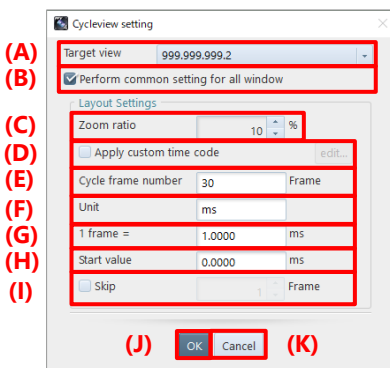 Cycleview setting
(A) Target view 999.999.999.2
(B) Perform common setting for all window
Layout Settings
(C) Zoom ratio 10 %
(D) Apply custom time code edit...
(E) Cycle frame number 30 Frame
(F) Unit ms
(G) 1 frame = 1.0000 ms
(H) Start value 0.0000 ms
(I) Skip 1 Frame
(J) OK Cancel (K)